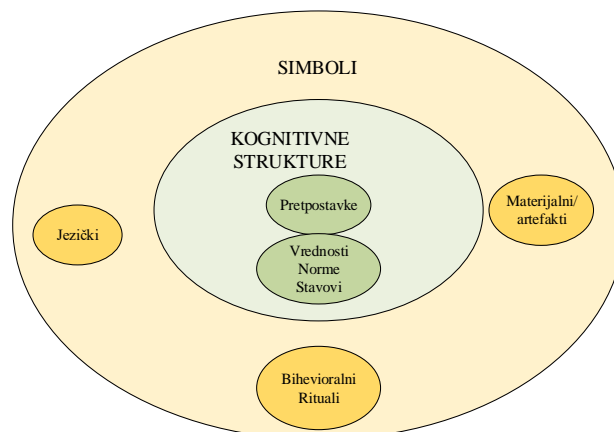 SIMBOLI
KOGNITIVNE
STRUKTURE
Pretpostavke
Vrednosti
Norme
Stavovi
Jezički
Materijalni/
artefakti
Bihevioralni
Rituali